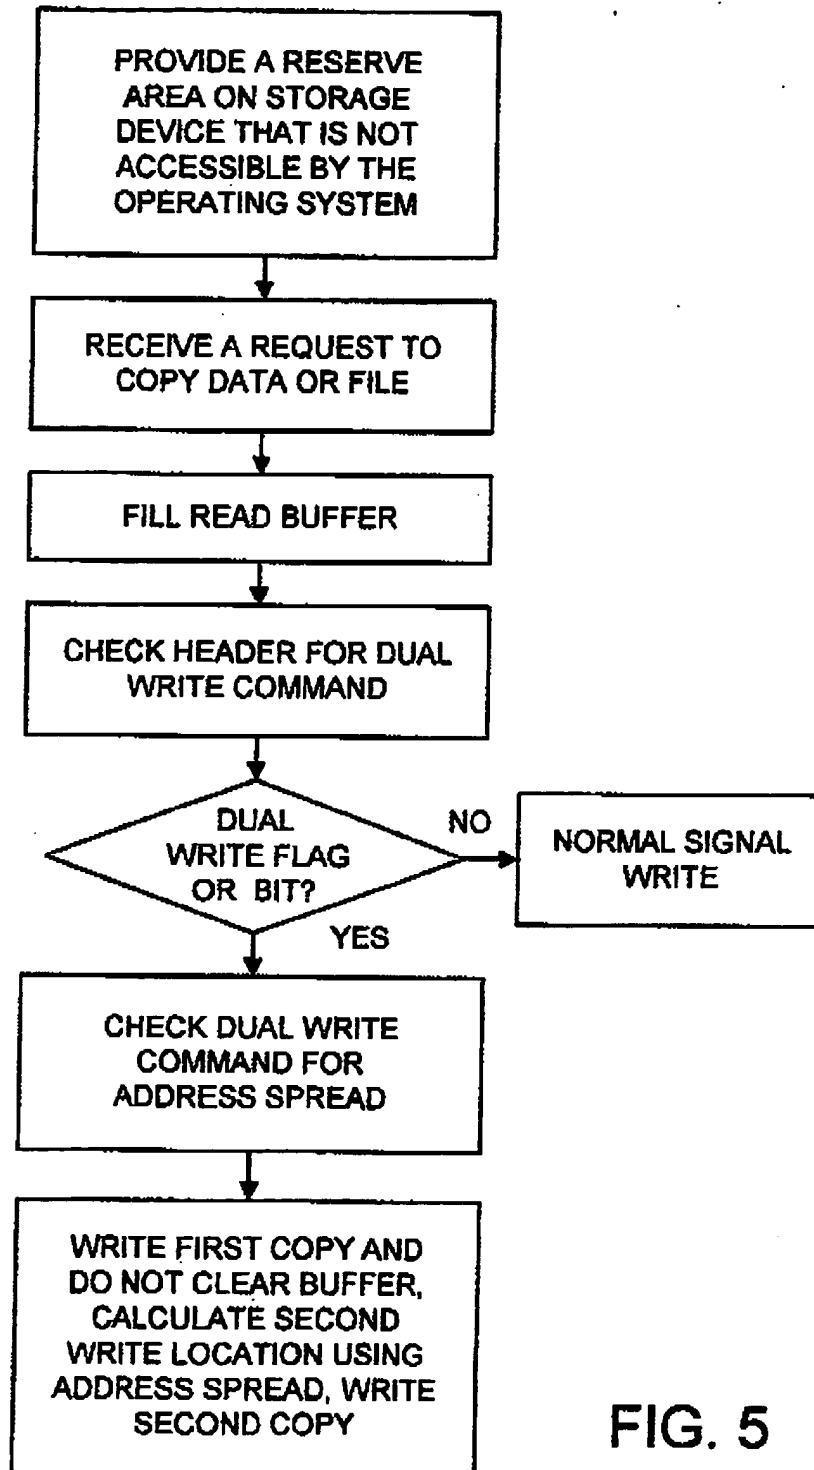 PROVIDE A RESERVE
AREA ON STORAGE
DEVICE THAT IS NOT
ACCESSIBLE BY THE
OPERATING SYSTEM
RECEIVE A REQUEST TO
COPY DATA OR FILE
FILL READ BUFFER
CHECK HEADER FOR DUAL
WRITE COMMAND
DUAL
WRITE FLAG
OR BIT?
NO
NORMAL SIGNAL
WRITE
YES
CHECK DUAL WRITE
COMMAND FOR
ADDRESS SPREAD
WRITE FIRST COPY AND
DO NOT CLEAR BUFFER,
CALCULATE SECOND
WRITE LOCATION USING
ADDRESS SPREAD, WRITE
SECOND COPY
FIG. 5